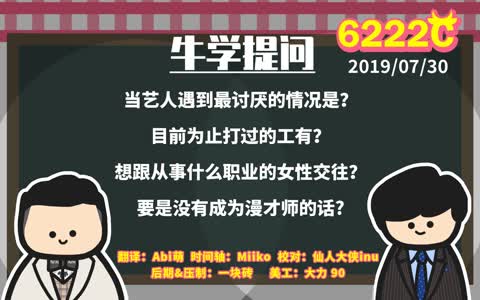 牛学提问
6222℃
2019/07/30
当艺人遇到最讨厌的情况是？
目前为止打过的工有？
想跟从事什么职业的女性交往？
要是没有成为漫才师的话？
翻译：Abi萌 时间轴：Miiko 校对：仙人大侠inu
后期&压制：一块砖 美工：大力 90